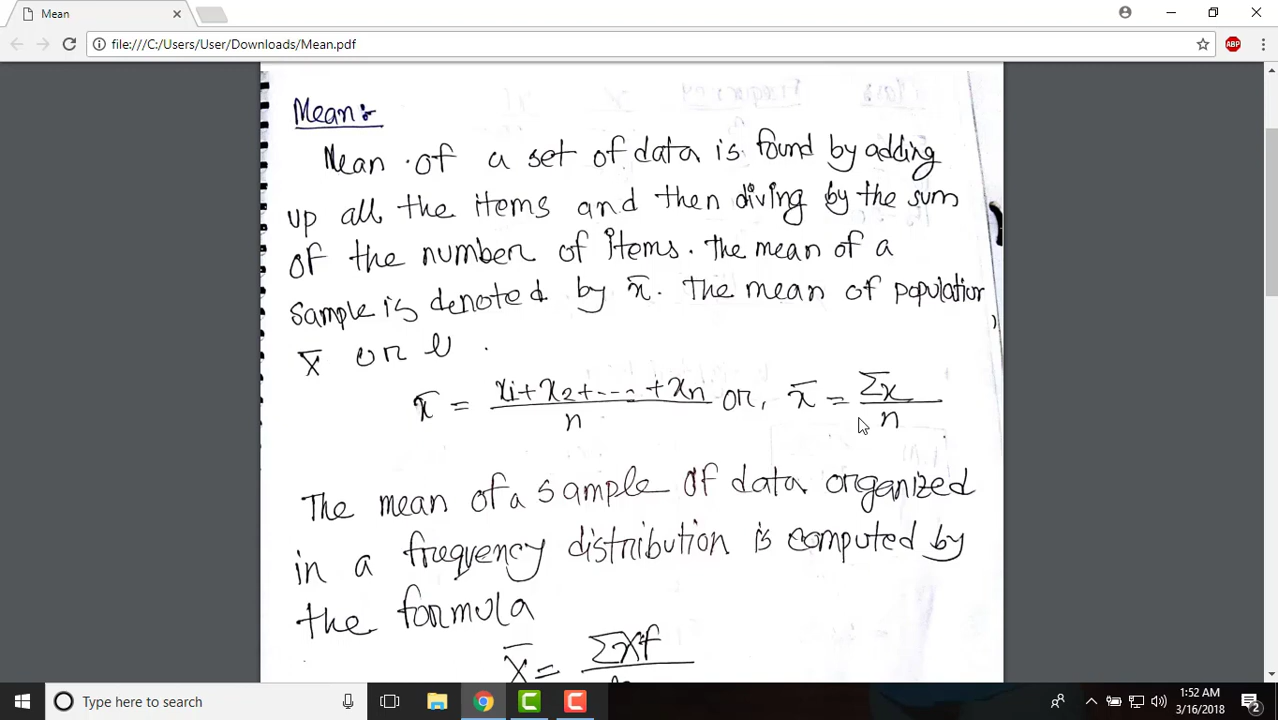 Mean
file:///C:/Users/User/Downloads/Mean.pdf
ABP
Mean:-
Mean of a set of data is found by adding
up all the items and then diving by the sum
of the number of items. The mean of a
sample is denoted by x̄. The mean of population
X̄ or
x̄ = x1+x2+---+xn / n or, x̄ = Σx / n
The mean of a sample of data organized
in a frequency distribution is computed by
the formula
X̄ = ΣXf
Type here to search
1:52 AM
3/16/2018
2